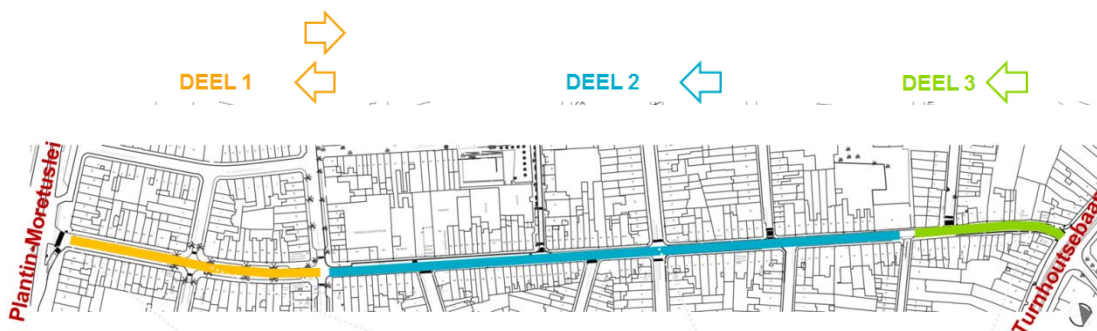 DEEL 1
DEEL 2
DEEL 3
Plantin-Moretuslei
Turnhoutsebaan